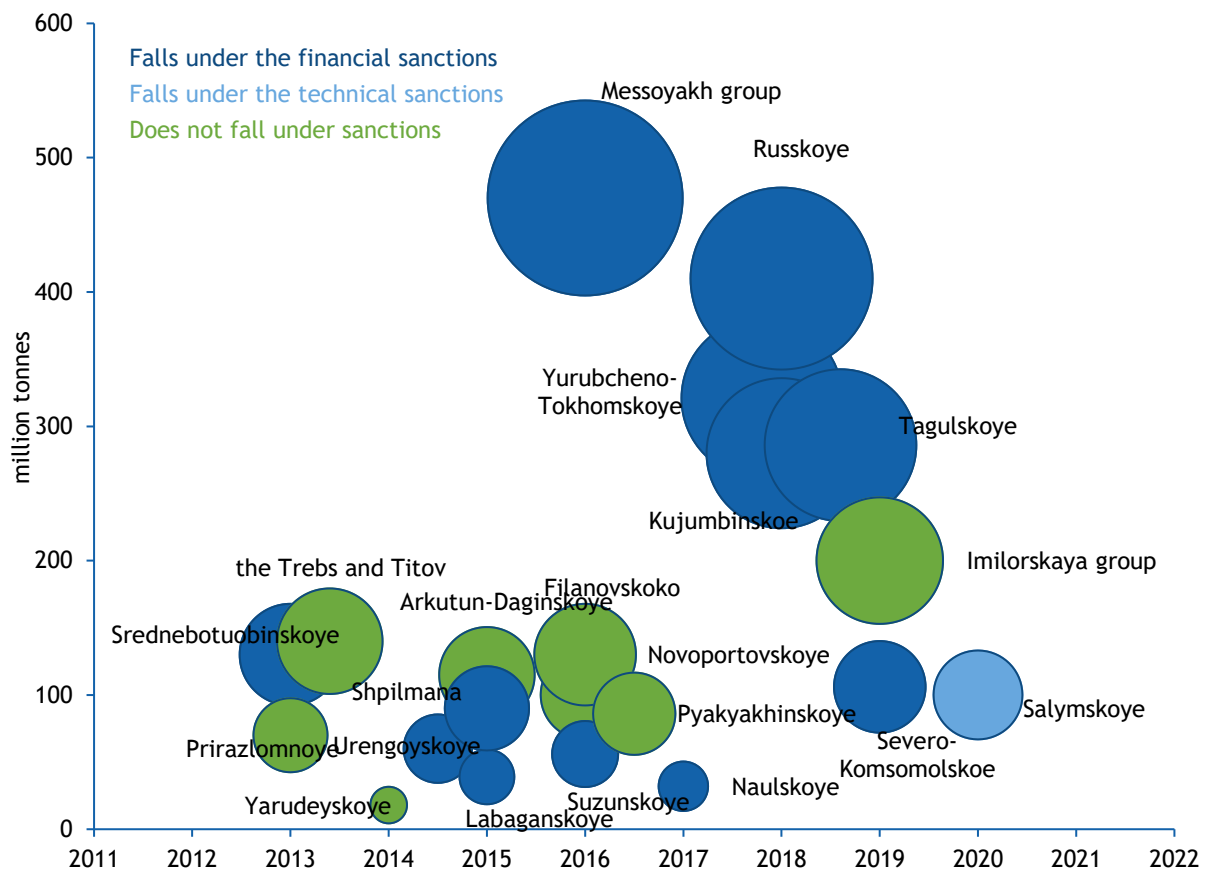 600
Falls under the financial sanctions
Falls under the technical sanctions
Does not fall under sanctions
Messoyakh group
Russkoye
500
400
million tonnes
Yurubcheno-
Tokhomskoye
300
Tagulskoye
Kujumbinskoe
200
Imilorskaya group
the Trebs and Titov
Filanovskoko
Arkutun-Daginskoye
Srednebotuobinskoye
Novoportovskoye
100
Shpilmana
Pyakyakhinskoye
Salymskoye
Prirazlomnoye
Urengoyskoye
Severo-
Komsomolskoe
Naulskoye
Yarudeyskoye
Suzunskoye
Labaganskoye
0
2011 2012 2013 2014 2015 2016 2017 2018 2019 2020 2021 2022